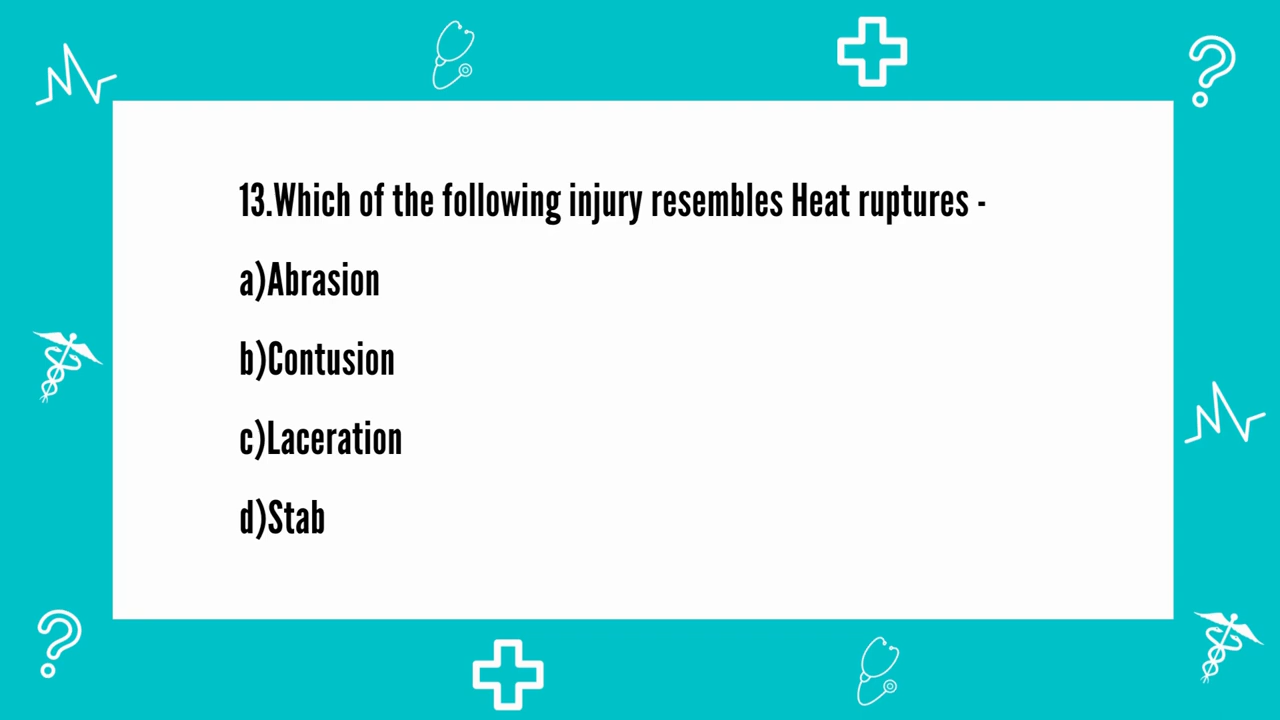 13.Which of the following injury resembles Heat ruptures -
a)Abrasion
b)Contusion
c)Laceration
d)Stab